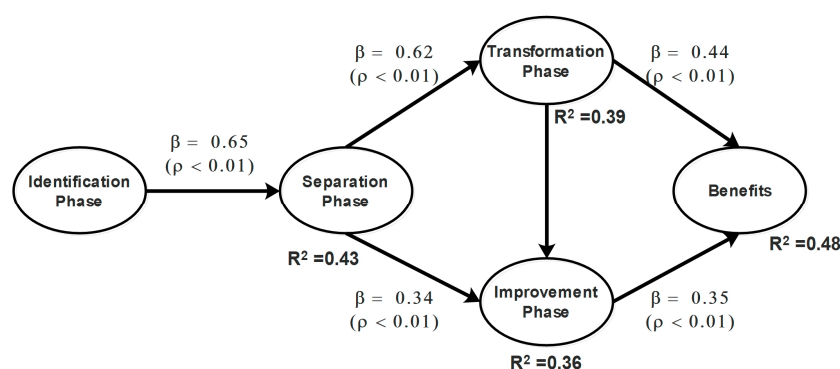 β = 0.62
(ρ < 0.01)
Transformation
Phase
β = 0.44
(ρ < 0.01)
R² =0.39
β = 0.65
(ρ < 0.01)
Identification
Phase
Separation
Phase
Benefits
R² =0.43
R² =0.48
β = 0.34
(ρ < 0.01)
Improvement
Phase
β = 0.35
(ρ < 0.01)
R² =0.36